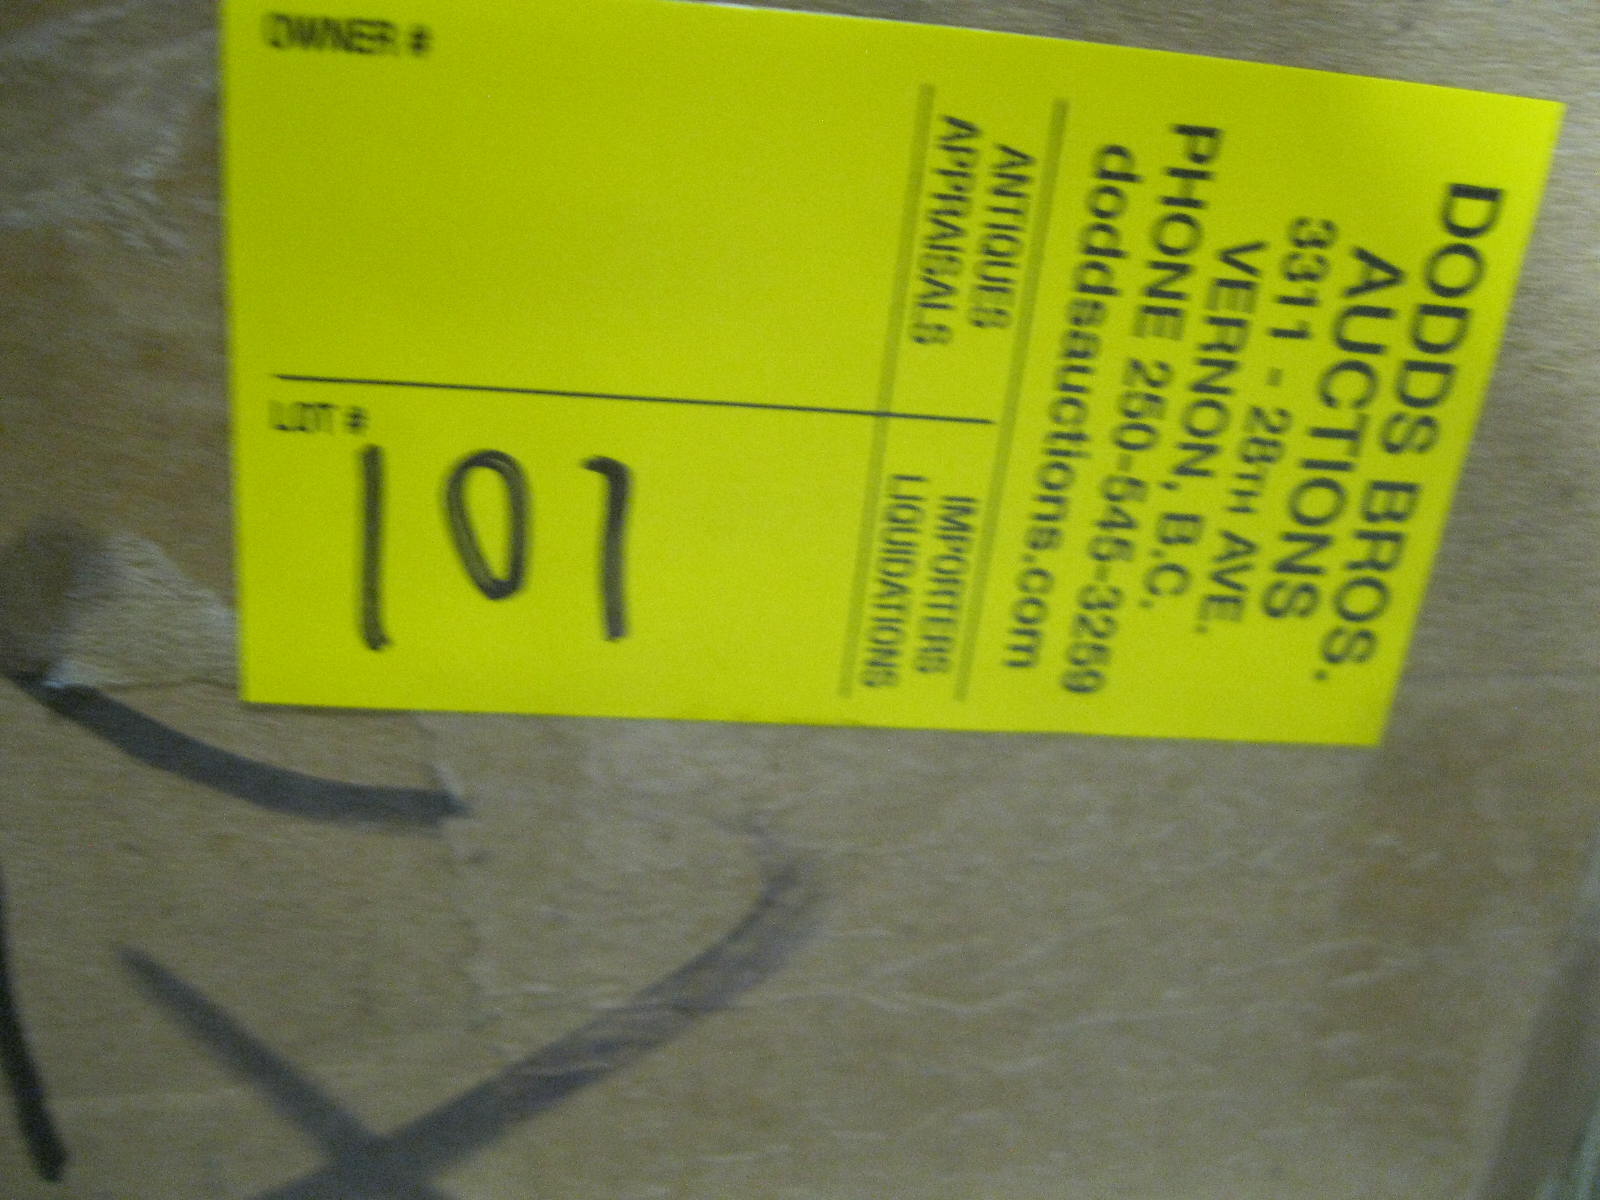 DODDS BROS.
AUCTIONS
3311 - 28TH AVE.
VERNON, B.C.
PHONE 250-545-3259
doddsauctions.com
ANTIQUES IMPORTERS
APPRAISALS LIQUIDATIONS
OWNER #
LOT #
101